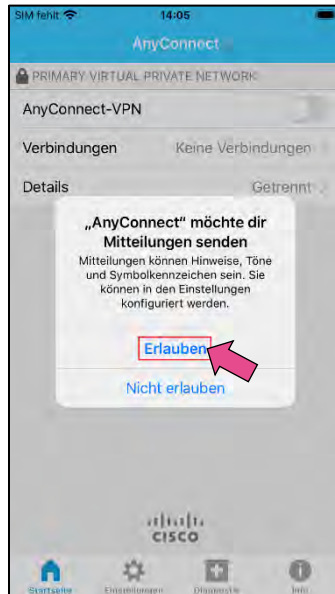 SIM fehlt 14:05
AnyConnect
PRIMARY VIRTUAL PRIVATE NETWORK
AnyConnect-VPN
Verbindungen Keine Verbindungen
Details Getrennt
„AnyConnect“ möchte dir
Mitteilungen senden
Mitteilungen können Hinweise, Töne
und Symbolkennzeichen sein. Sie
können in den Einstellungen
konfiguriert werden.
Erlauben
Nicht erlauben
CISCO
Startseite Einstellungen Diagnostik Info